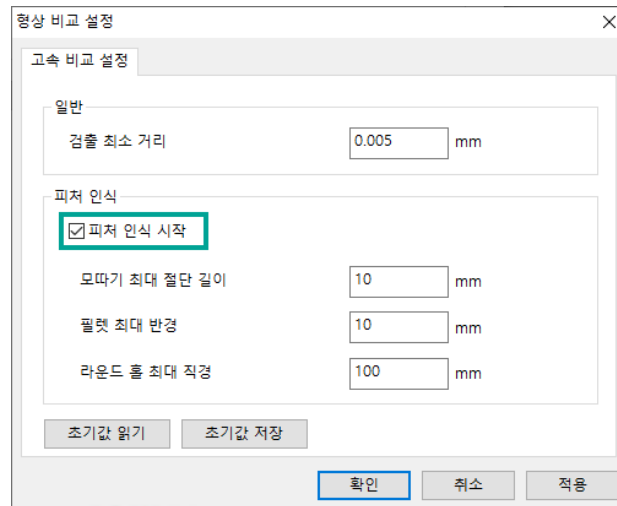 형상 비교 설정
고속 비교 설정
일반
검출 최소 거리 0.005 mm
피처 인식
피처 인식 시작
모따기 최대 절단 길이 10 mm
필렛 최대 반경 10 mm
라운드 홀 최대 직경 100 mm
초기값 읽기 초기값 저장
확인 취소 적용